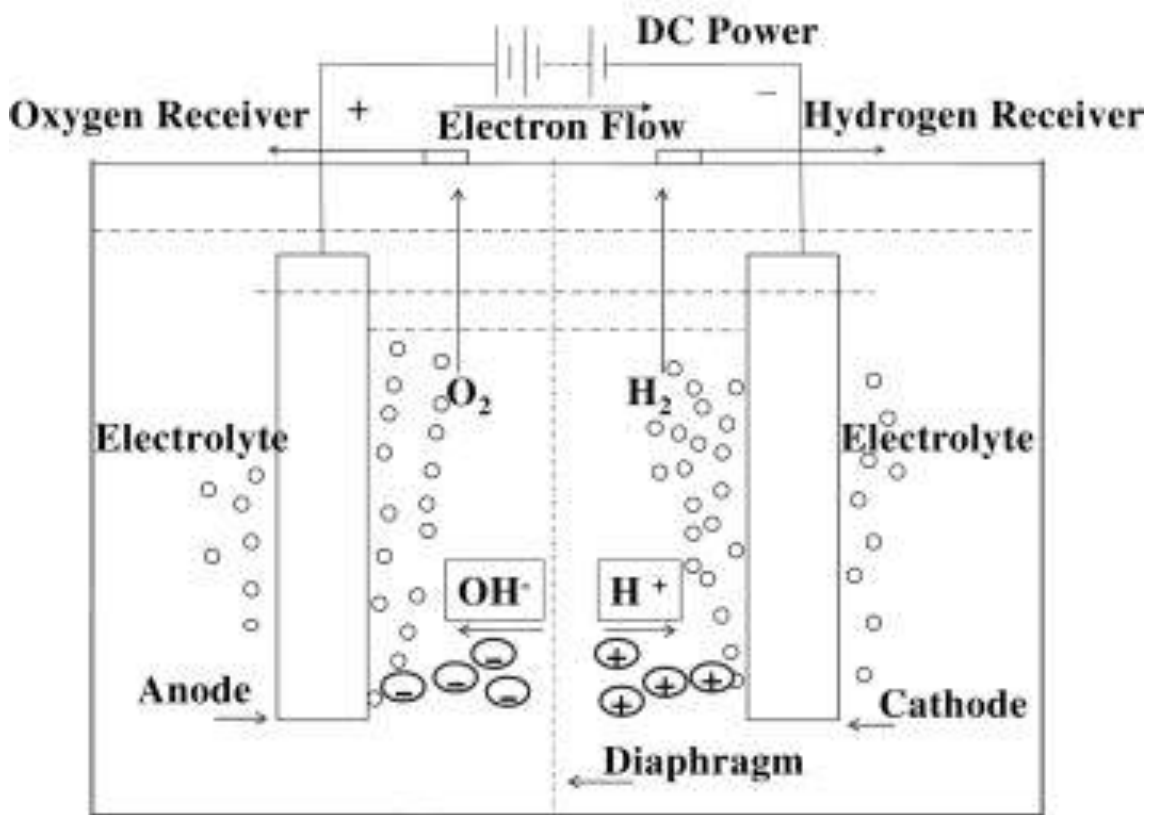 DC Power
+
−
Oxygen Receiver
Electron Flow
Hydrogen Receiver
O₂
H₂
Electrolyte
Electrolyte
OH⁻
H⁺
- - - -
+ + + +
Anode
Cathode
Diaphragm